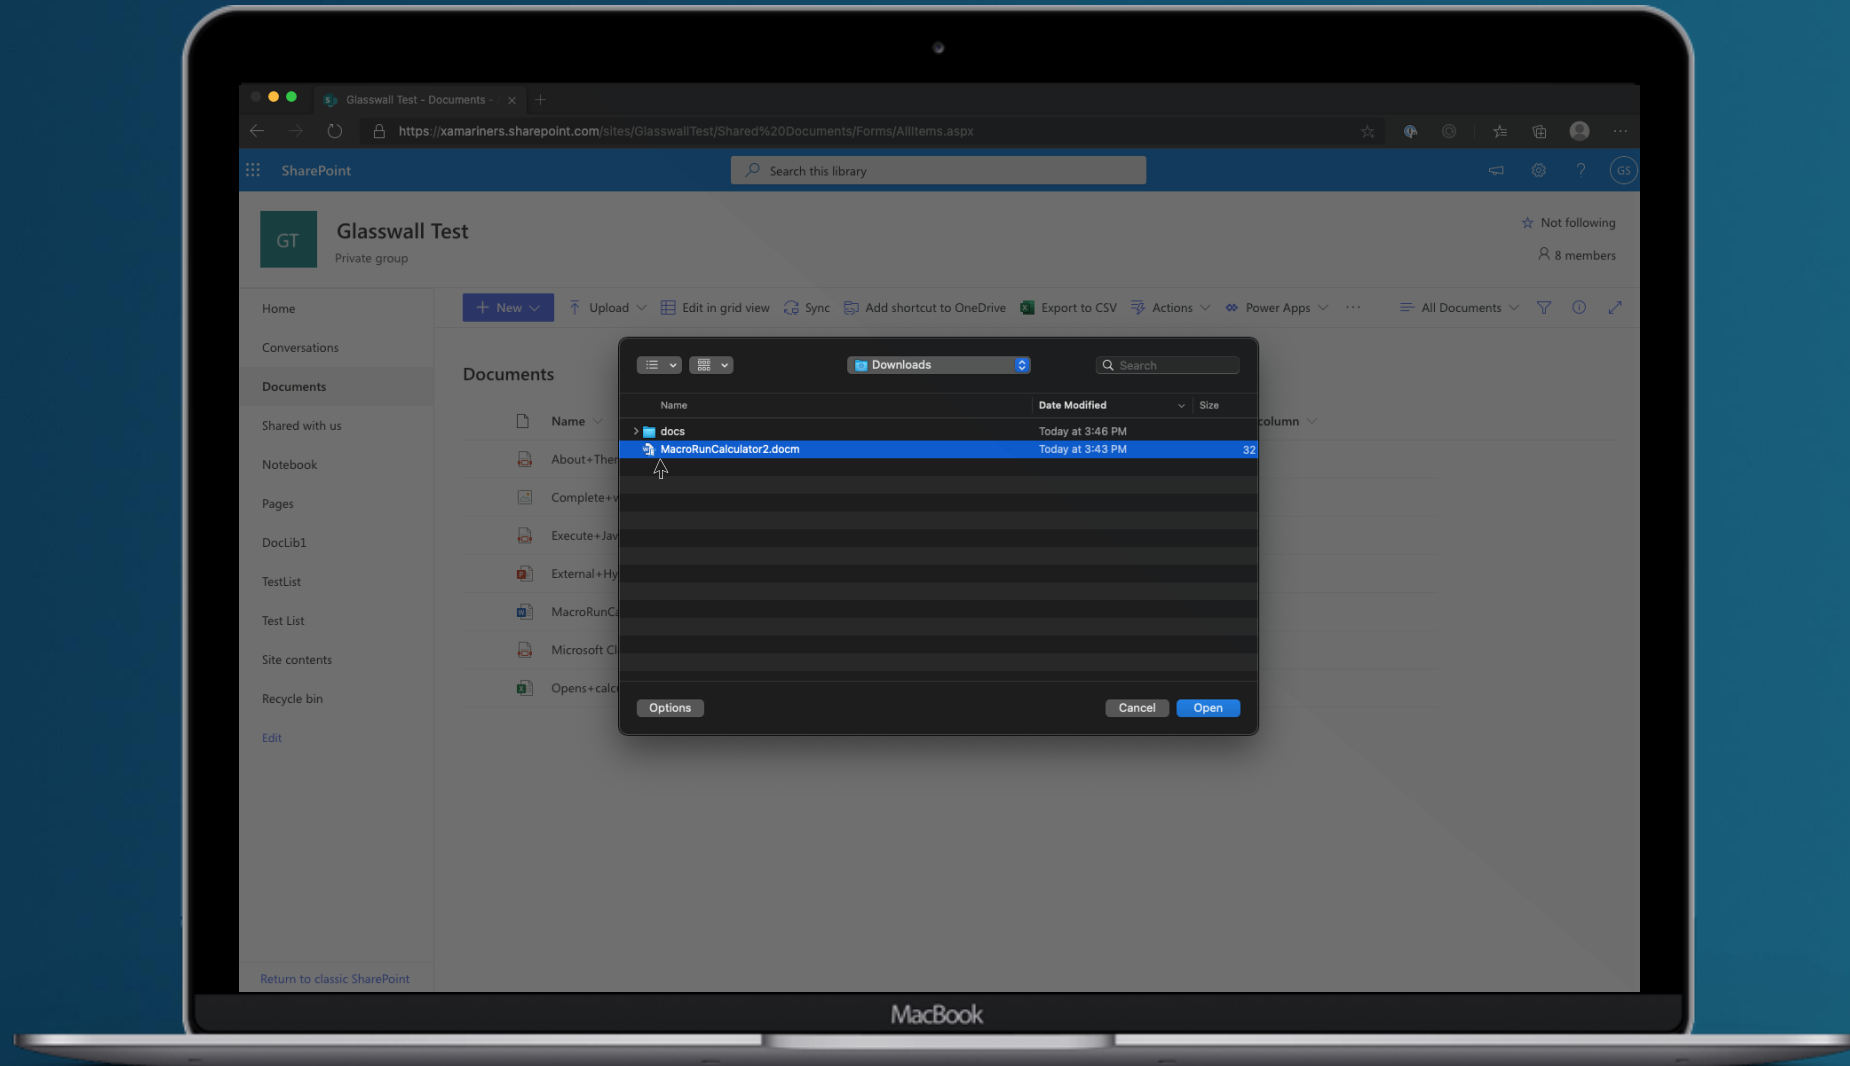 Glasswall Test - Documents -
https://xamariners.sharepoint.com/sites/GlasswallTest/Shared%20Documents/Forms/AllItems.aspx
SharePoint
Search this library
GS
GT
Glasswall Test
Private group
Not following
8 members
Home
Conversations
Documents
Shared with us
Notebook
Pages
DocLib1
TestList
Test List
Site contents
Recycle bin
Edit
Return to classic SharePoint
New
Upload
Edit in grid view
Sync
Add shortcut to OneDrive
Export to CSV
Actions
Power Apps
All Documents
Documents
Name
column
About+Ther
Complete+v
Execute+Jav
External+Hy
MacroRunCa
Microsoft Cl
Opens+calcu
Downloads
Search
Name
Date Modified
Size
docs
Today at 3:46 PM
MacroRunCalculator2.docm
Today at 3:43 PM
32
Options
Cancel
Open
MacBook